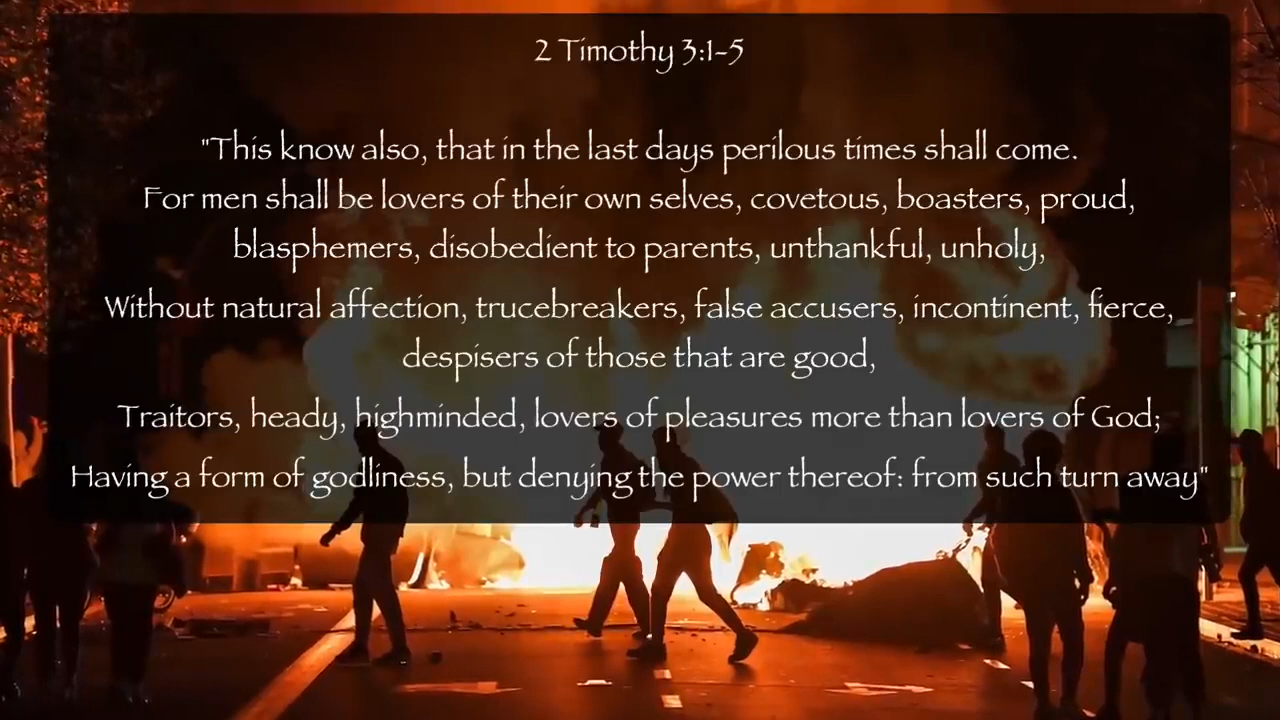 2 Timothy 3:1-5
"This know also, that in the last days perilous times shall come.
For men shall be lovers of their own selves, covetous, boasters, proud,
blasphemers, disobedient to parents, unthankful, unholy,
Without natural affection, trucebreakers, false accusers, incontinent, fierce,
despisers of those that are good,
Traitors, heady, highminded, lovers of pleasures more than lovers of God;
Having a form of godliness, but denying the power thereof: from such turn away"